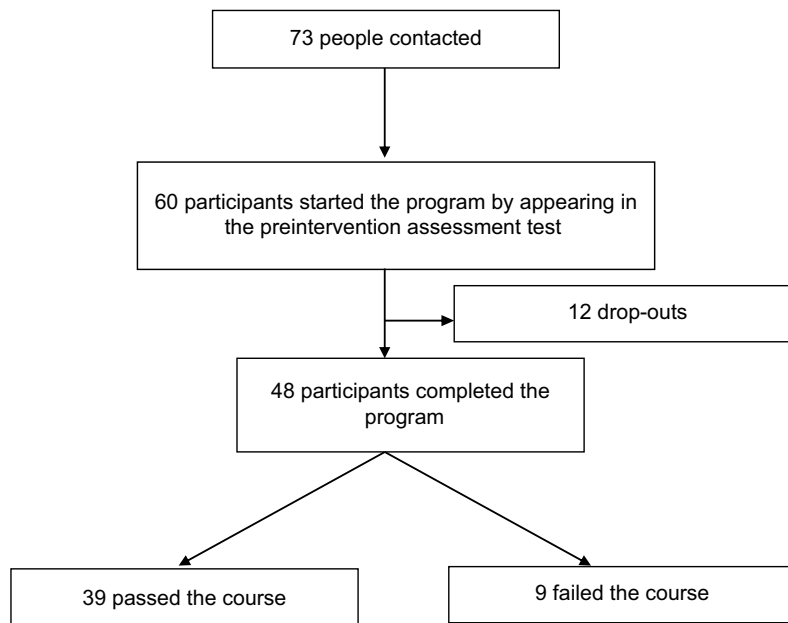 73 people contacted
60 participants started the program by appearing in
the preintervention assessment test
12 drop-outs
48 participants completed the
program
39 passed the course
9 failed the course